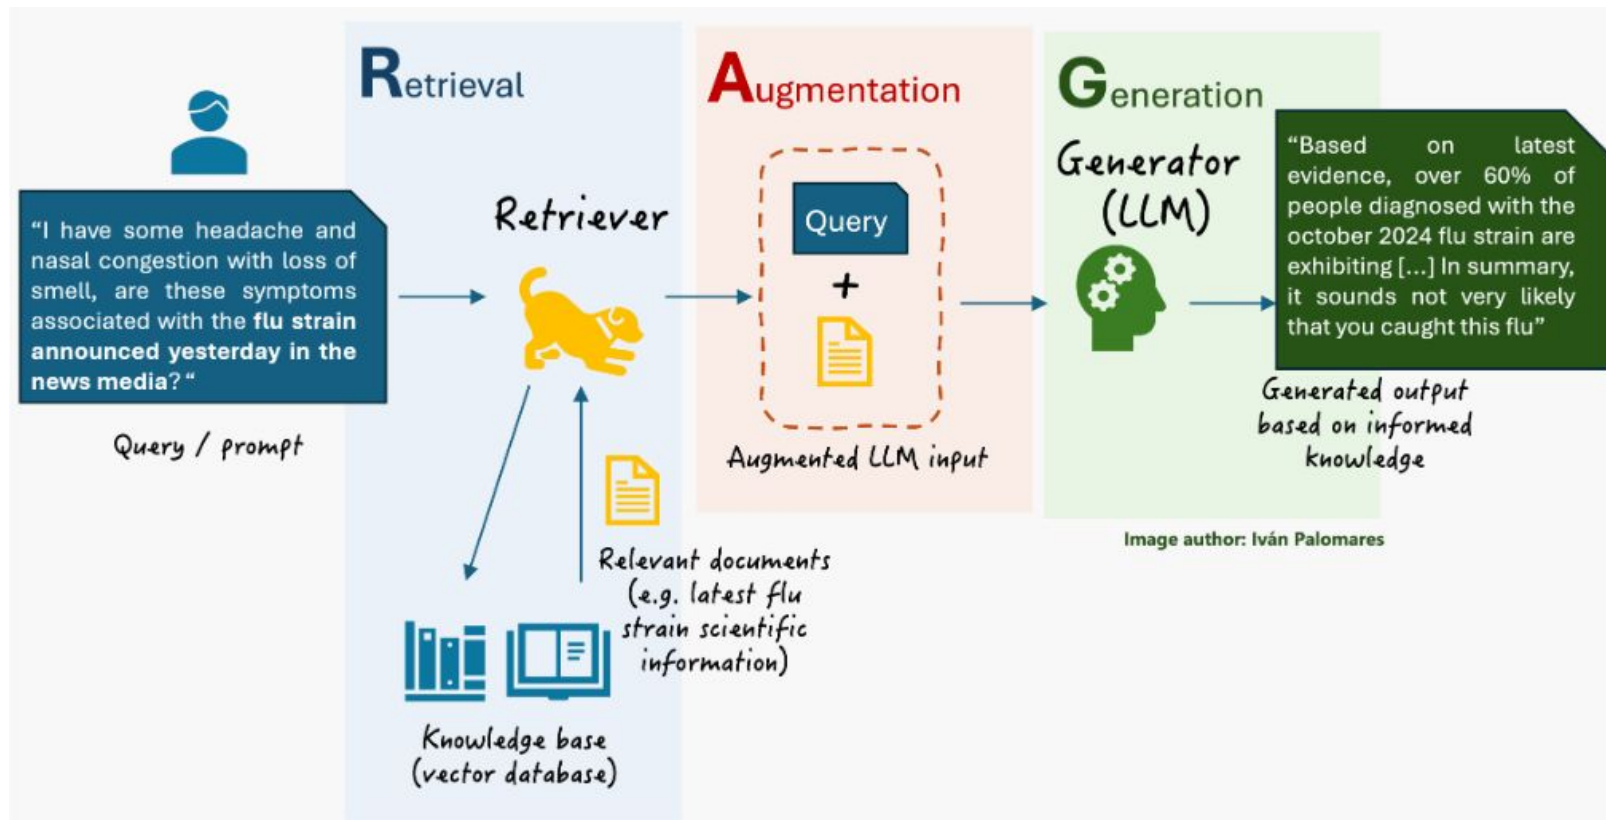 Retrieval
Augmentation
Generation
“I have some headache and
nasal congestion with loss of
smell, are these symptoms
associated with the flu strain
announced yesterday in the
news media? “
Query / prompt
Retriever
Relevant documents
(e.g. latest flu
strain scientific
information)
Knowledge base
(vector database)
Query
+
Augmented LLM input
Generator
(LLM)
“Based on latest
evidence, over 60% of
people diagnosed with the
october 2024 flu strain are
exhibiting [...] In summary,
it sounds not very likely
that you caught this flu”
Generated output
based on informed
knowledge
Image author: Iván Palomares